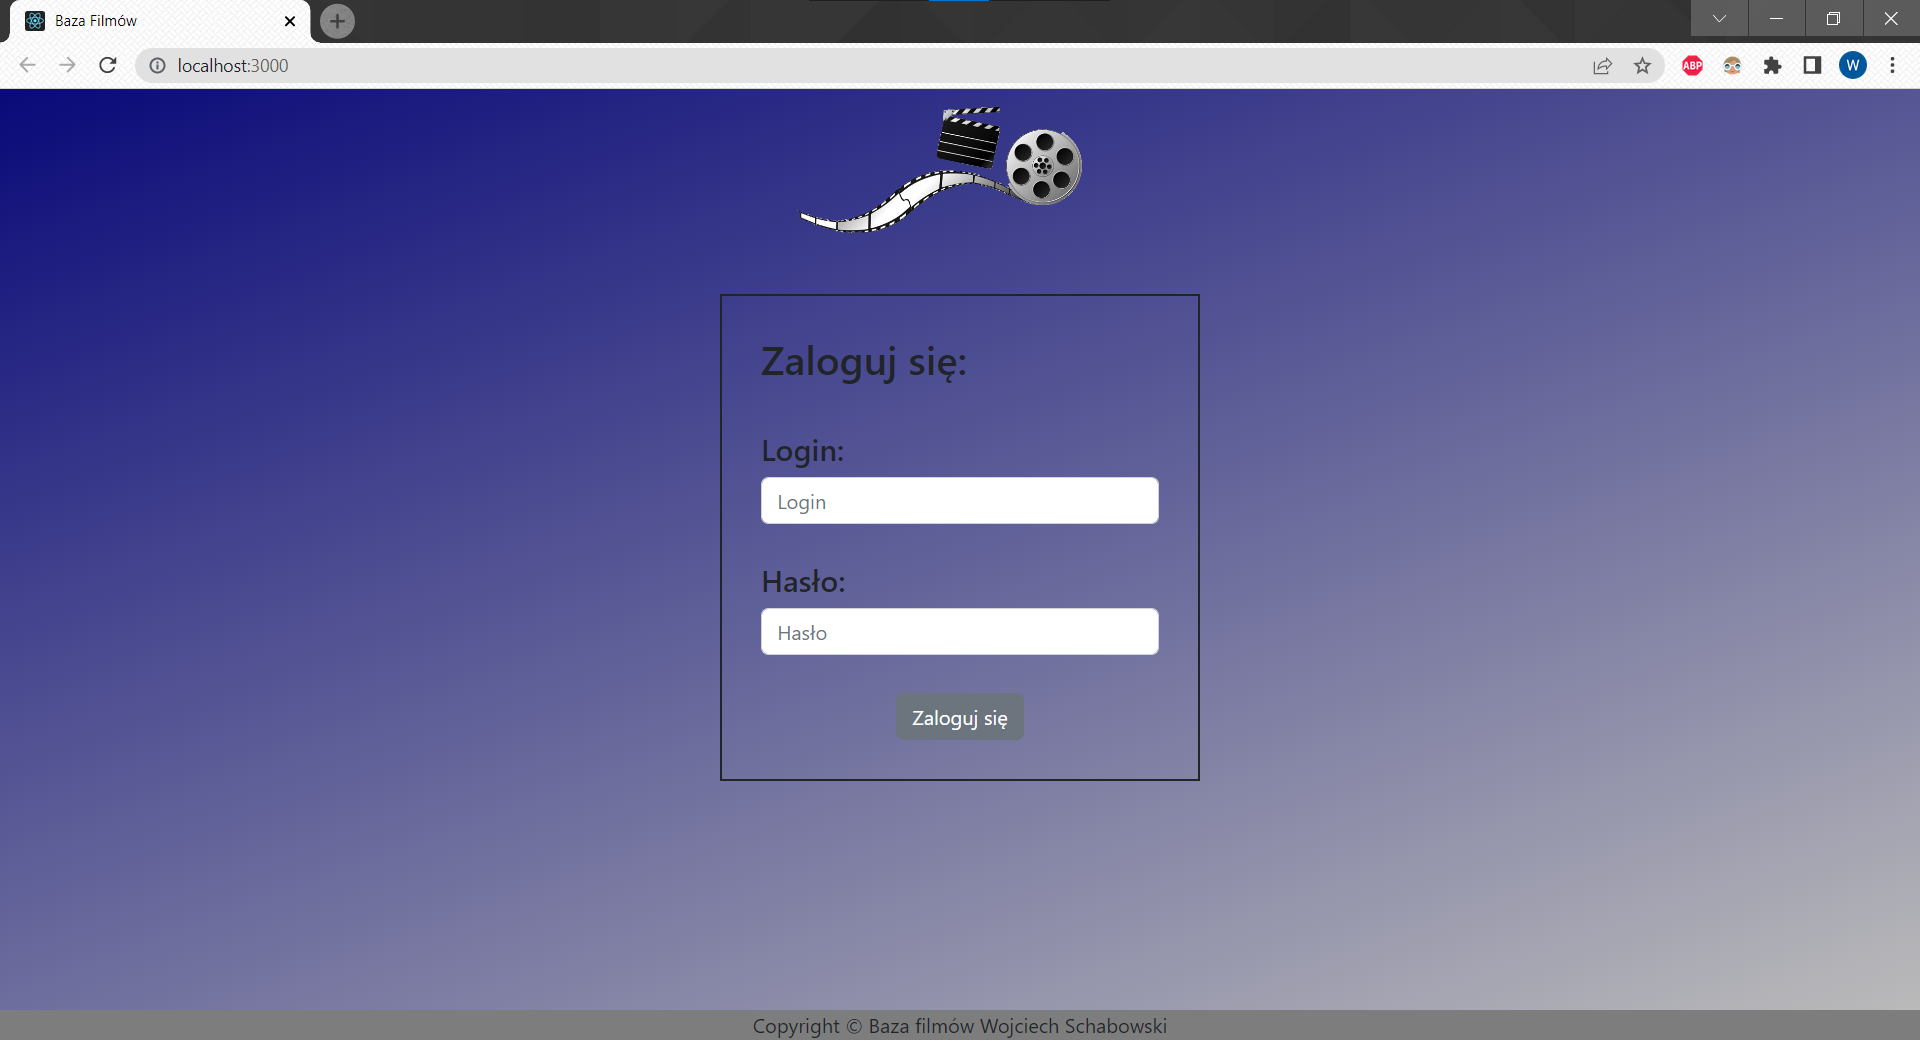 Baza Filmów
localhost:3000
ABP
W
Zaloguj się:
Login:
Login
Hasło:
Hasło
Zaloguj się
Copyright © Baza filmów Wojciech Schabowski